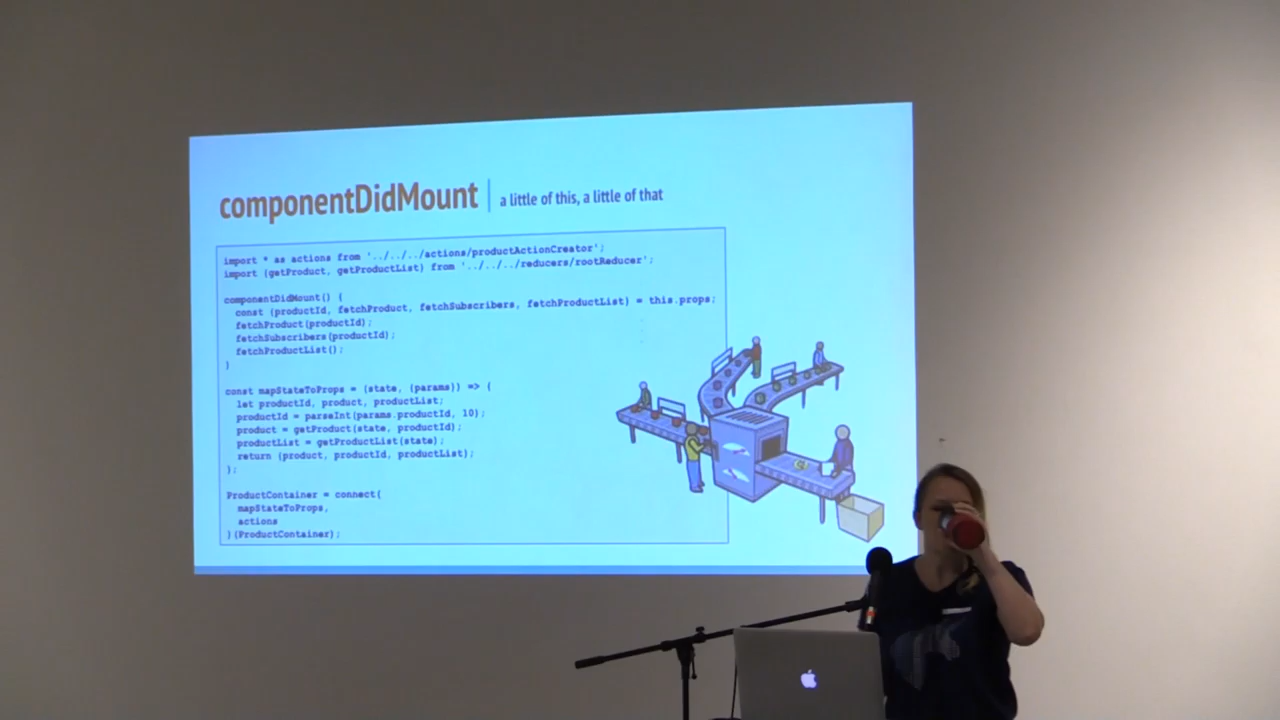 componentDidMount | a little of this, a little of that
import * as actions from '../../../actions/productActionCreator';
import {getProduct, getProductList} from '../../../reducers/rootReducer';
componentDidMount() {
const {productId, fetchProduct, fetchSubscribers, fetchProductList} = this.props;
fetchProduct(productId);
fetchSubscribers(productId);
fetchProductList();
}
const mapStateToProps = (state, {params}) => {
let productId, product, productList;
productId = parseInt(params.productId, 10);
product = getProduct(state, productId);
productList = getProductList(state);
return {product, productId, productList};
};
ProductContainer = connect(
mapStateToProps,
actions
)(ProductContainer);